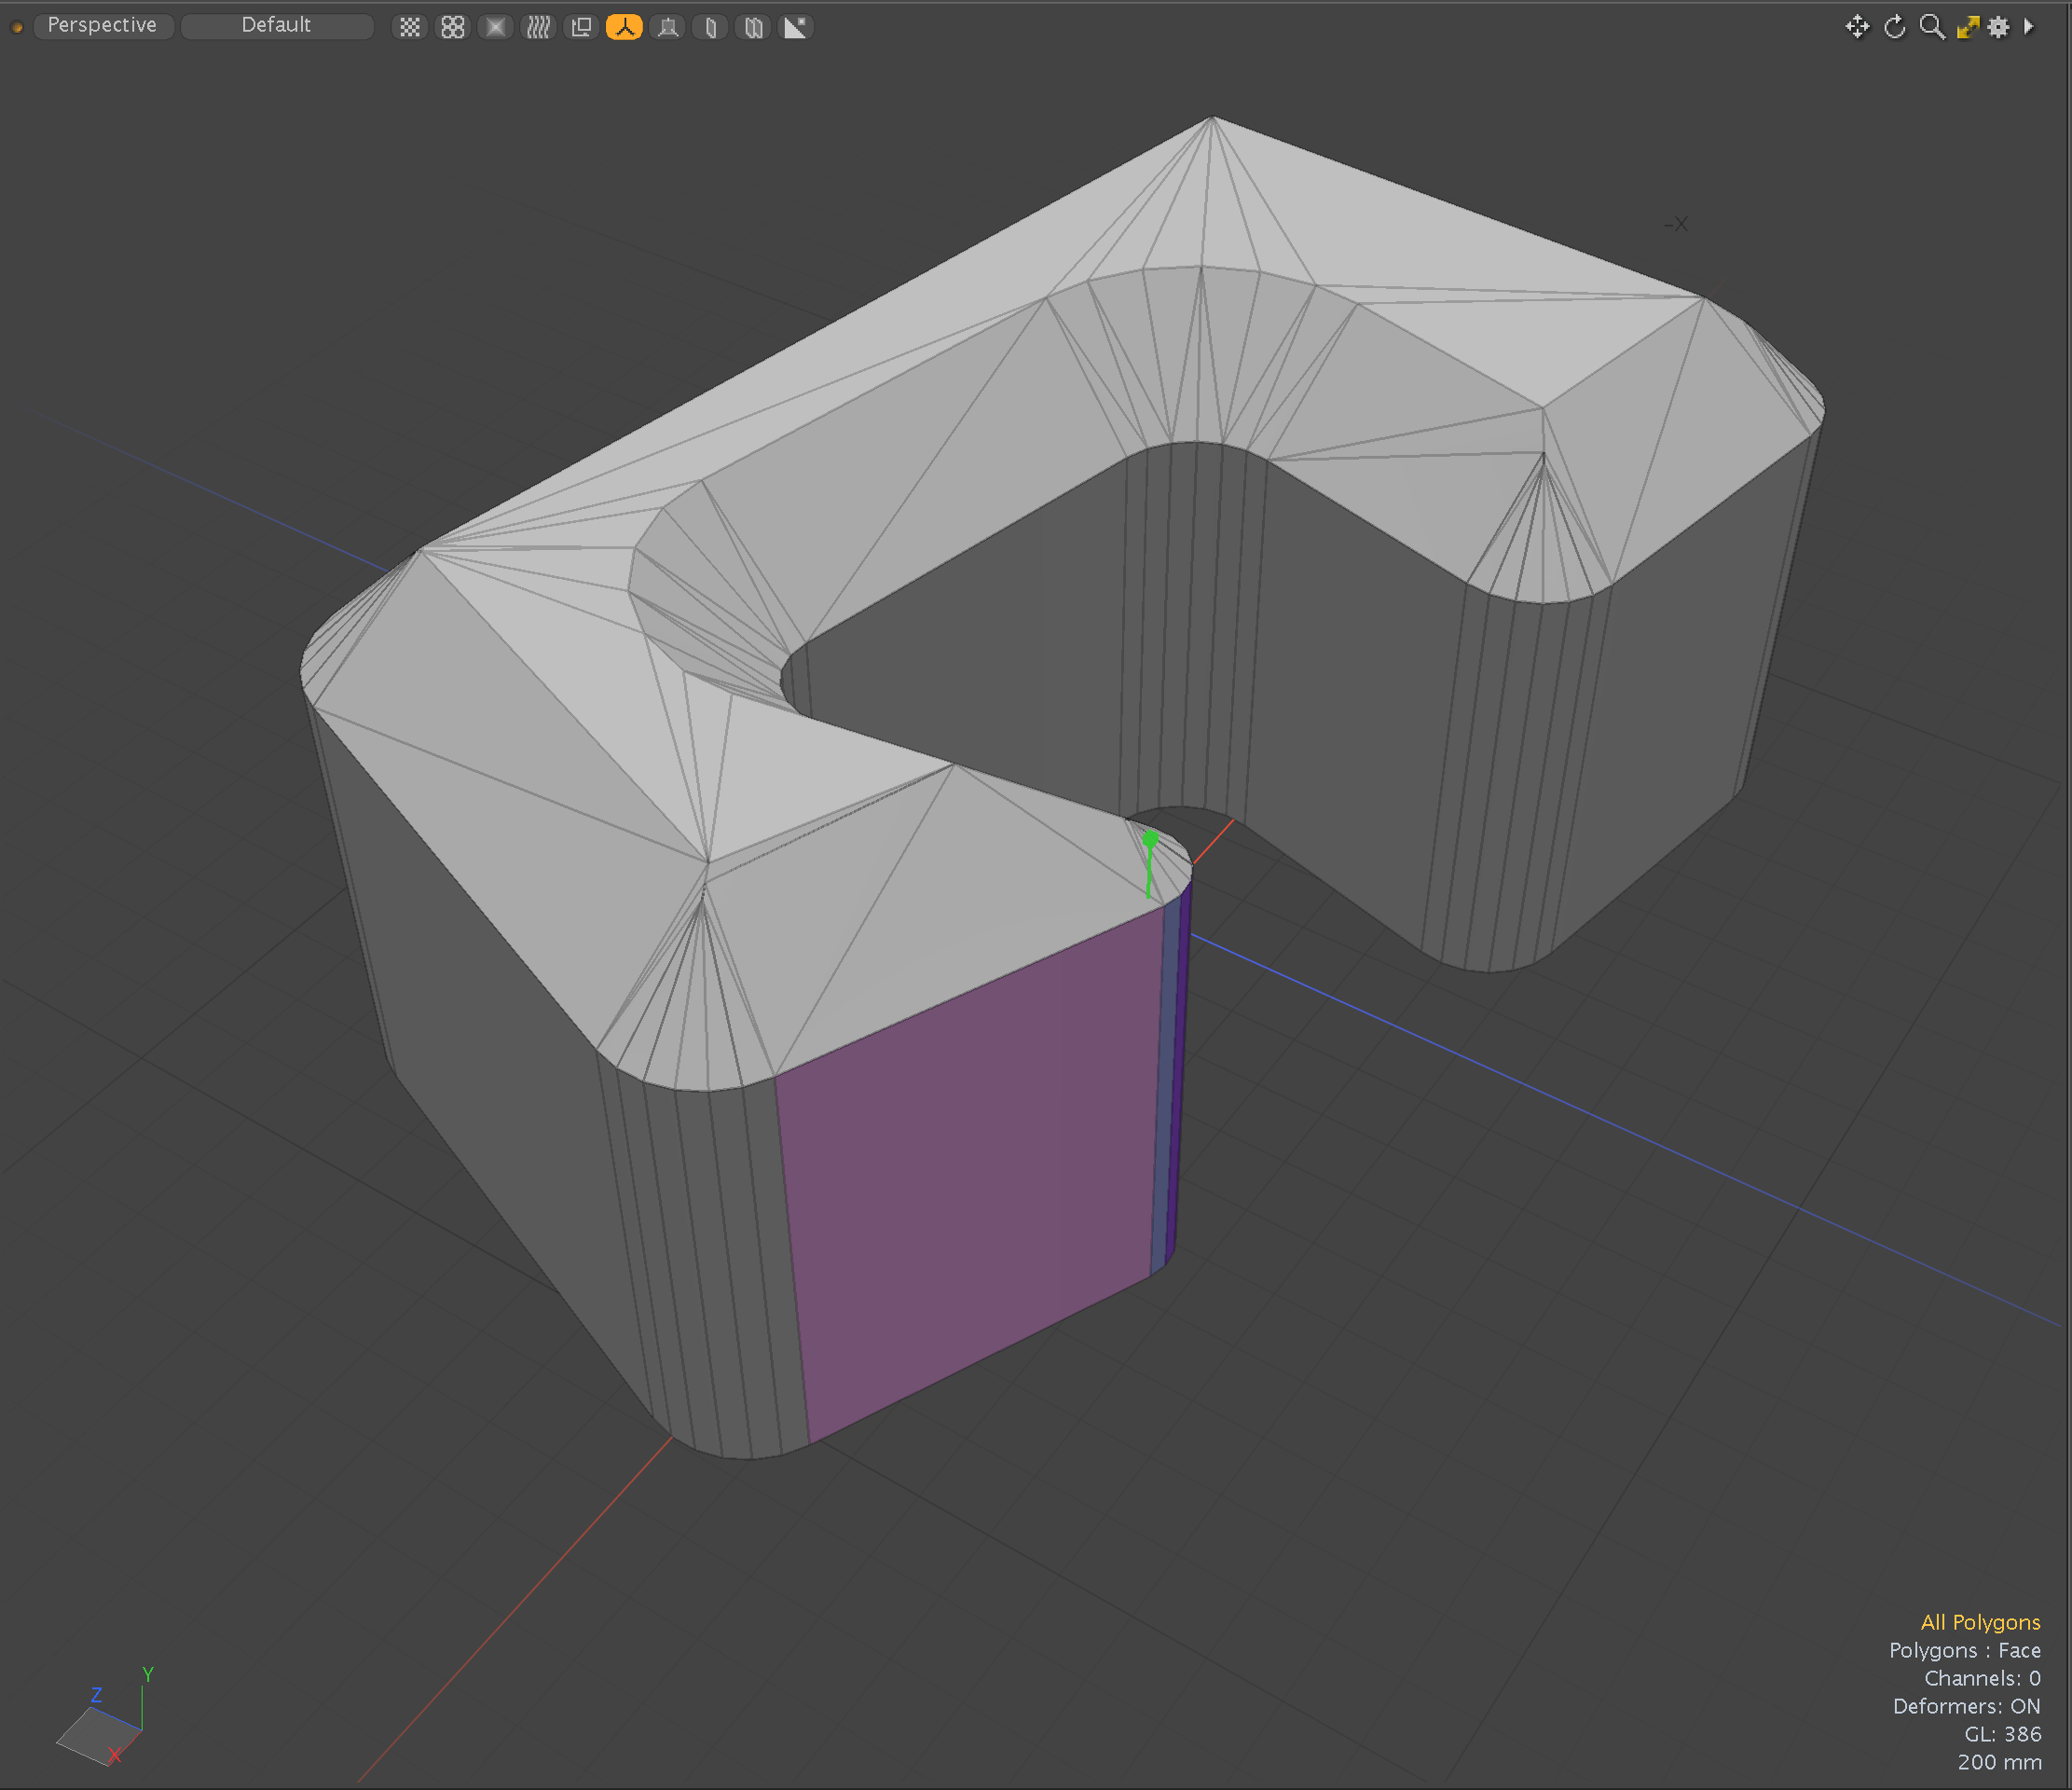 Perspective
Default
-X
All Polygons
Polygons : Face
Channels: 0
Deformers: ON
GL: 386
200 mm
Y
Z
X